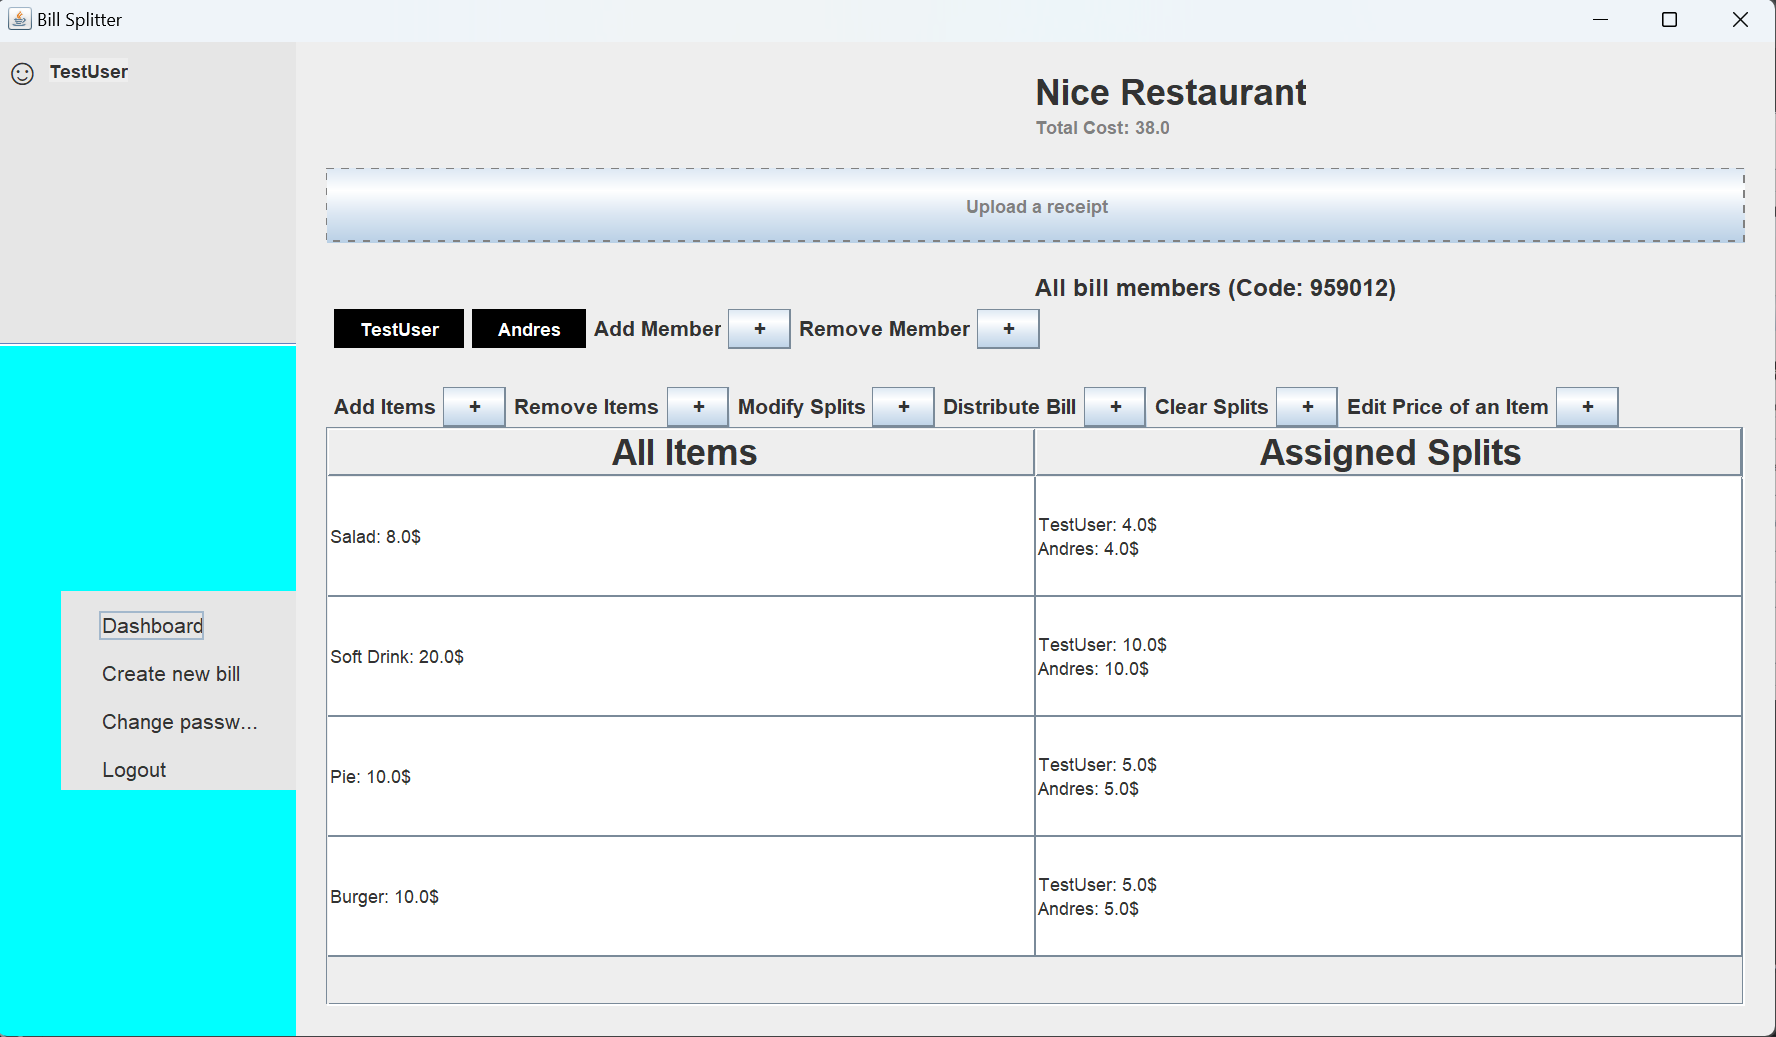 Bill Splitter
TestUser
Nice Restaurant
Total Cost: 38.0
Upload a receipt
All bill members (Code: 959012)
TestUser Andres Add Member + Remove Member +
Add Items + Remove Items + Modify Splits + Distribute Bill + Clear Splits + Edit Price of an Item +
All Items Assigned Splits
Salad: 8.0$
TestUser: 4.0$
Andres: 4.0$
Soft Drink: 20.0$
TestUser: 10.0$
Andres: 10.0$
Pie: 10.0$
TestUser: 5.0$
Andres: 5.0$
Burger: 10.0$
TestUser: 5.0$
Andres: 5.0$
Dashboard
Create new bill
Change passw...
Logout